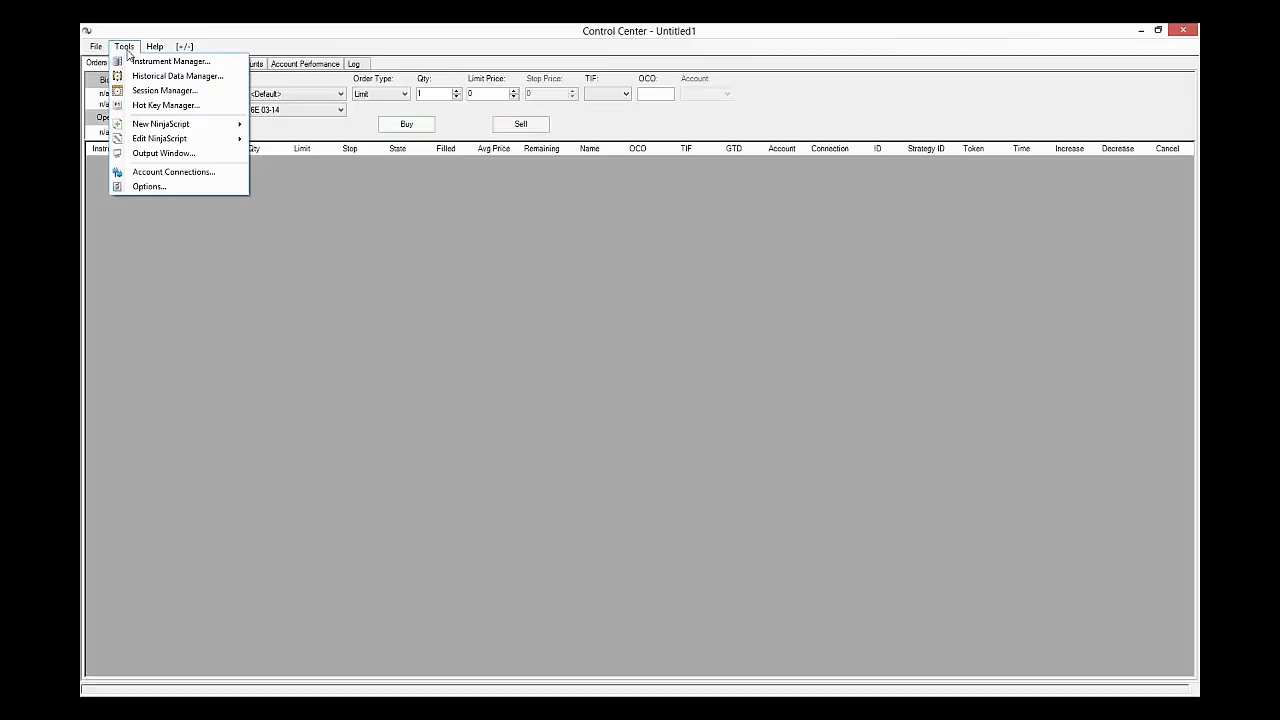 Control Center - Untitled1
File Tools Help [+/-]
Orders Account Performance Log
Instrument Manager...
Historical Data Manager...
Session Manager...
Hot Key Manager...
New NinjaScript
Edit NinjaScript
Output Window...
Account Connections...
Options...
Order Type: Qty: Limit Price: Stop Price: TIF: OCO: Account:
<Default> Limit 1 0 0
6E 03-14
Buy Sell
Limit Stop State Filled Avg Price Remaining Name OCO TIF GTD Account Connection ID Strategy ID Token Time Increase Decrease Cancel